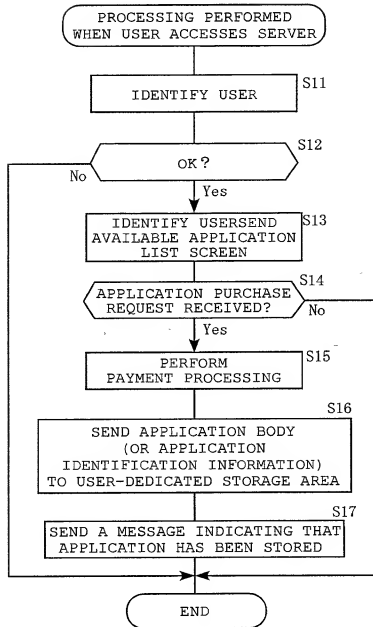 PROCESSING PERFORMED
WHEN USER ACCESSES SERVER
S11
IDENTIFY USER
S12
OK?
No
Yes
S13
IDENTIFY USERSEND
AVAILABLE APPLICATION
LIST SCREEN
S14
APPLICATION PURCHASE
REQUEST RECEIVED?
No
Yes
S15
PERFORM
PAYMENT PROCESSING
S16
SEND APPLICATION BODY
(OR APPLICATION
IDENTIFICATION INFORMATION)
TO USER-DEDICATED STORAGE AREA
S17
SEND A MESSAGE INDICATING THAT
APPLICATION HAS BEEN STORED
END